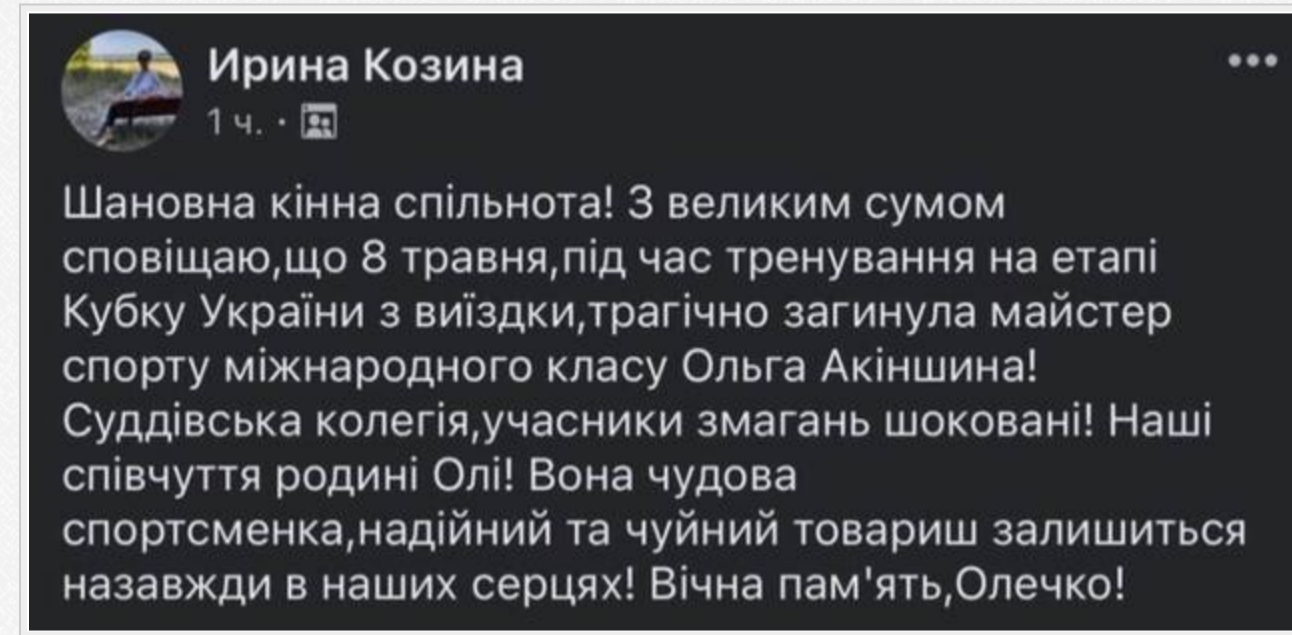 Ирина Козина
1 ч. ·
Шановна кінна спільнота! З великим сумом
сповіщаю,що 8 травня,під час тренування на етапі
Кубку України з виїздки,трагічно загинула майстер
спорту міжнародного класу Ольга Акіншина!
Суддівська колегія,учасники змагань шоковані! Наші
співчуття родині Олі! Вона чудова
спортсменка,надійний та чуйний товариш залишиться
назавжди в наших серцях! Вічна пам'ять,Олечко!